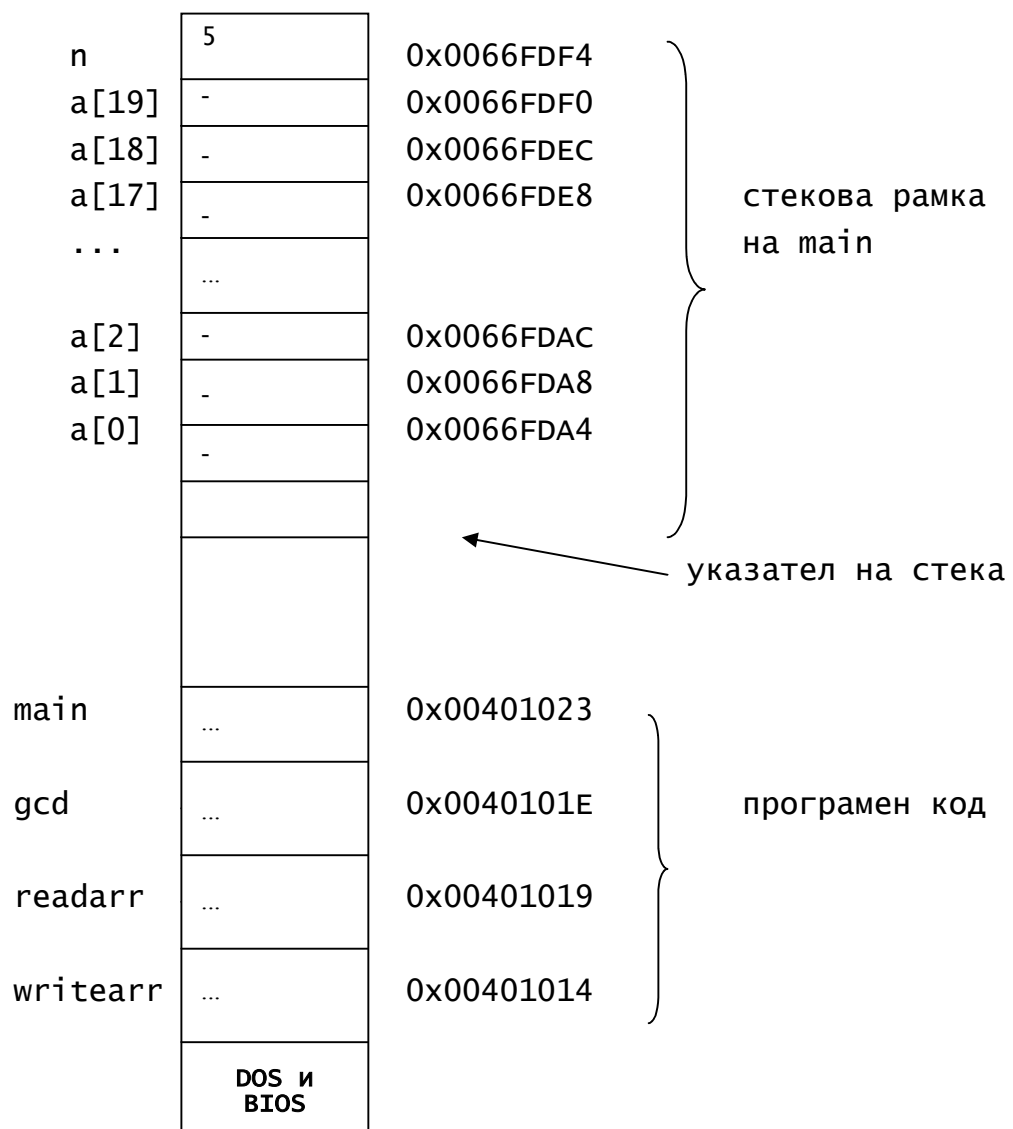 n 5 0x0066FDF4
a[19] - 0x0066FDF0
a[18] - 0x0066FDEC
a[17] - 0x0066FDE8 стекова рамка
... на main
...
a[2] - 0x0066FDAC
a[1] - 0x0066FDA8
a[0] - 0x0066FDA4
указател на стека
main ... 0x00401023
gcd ... 0x0040101E програмен код
readarr ... 0x00401019
writearr ... 0x00401014
DOS и
BIOS